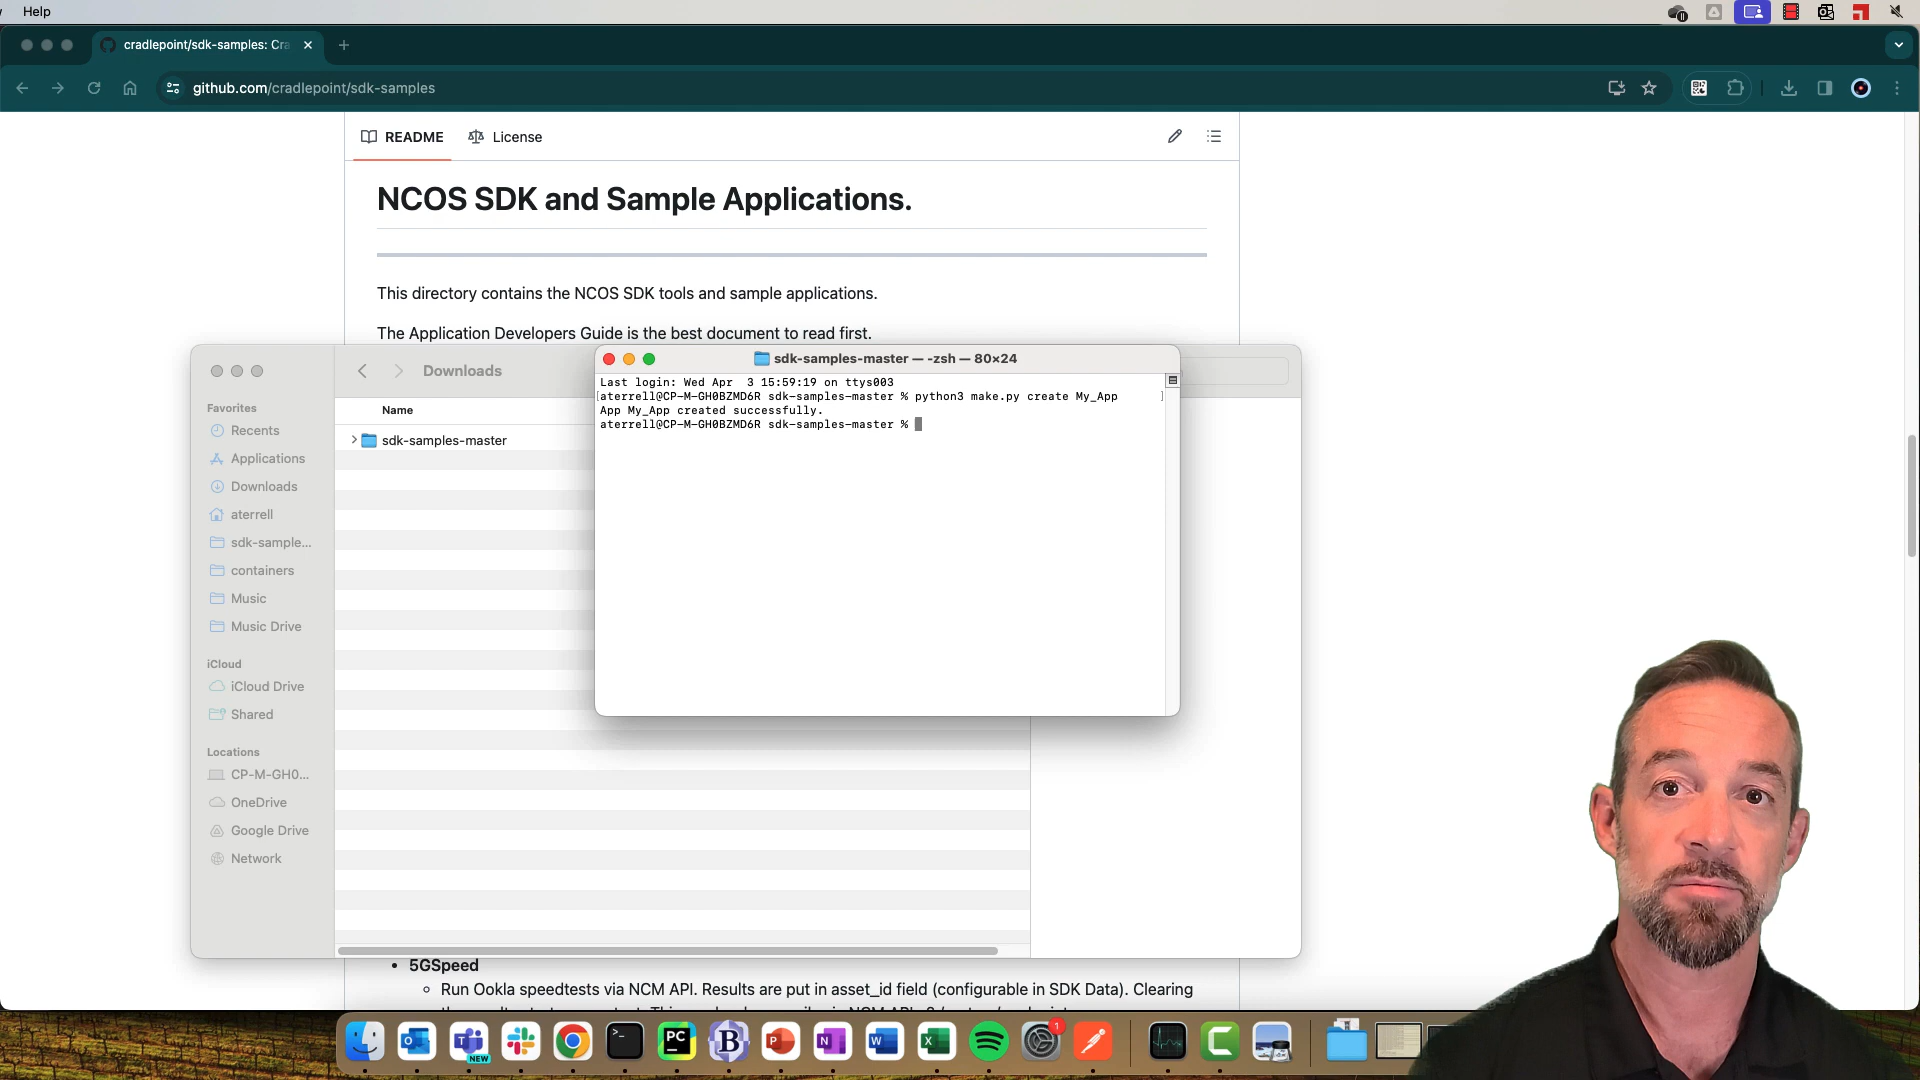 Help
cradlepoint/sdk-samples: Cra
github.com/cradlepoint/sdk-samples
README
License
NCOS SDK and Sample Applications.
This directory contains the NCOS SDK tools and sample applications.
The Application Developers Guide is the best document to read first.
Downloads
Favorites
Recents
Applications
Downloads
aterrell
sdk-sample...
containers
Music
Music Drive
iCloud
iCloud Drive
Shared
Locations
CP-M-GH0...
OneDrive
Google Drive
Network
Name
sdk-samples-master
sdk-samples-master — -zsh — 80×24
Last login: Wed Apr  3 15:59:19 on ttys003
[aterrell@CP-M-GH0BZMD6R sdk-samples-master % python3 make.py create My_App ]
App My_App created successfully.
aterrell@CP-M-GH0BZMD6R sdk-samples-master %
• 5GSpeed
Run Ookla speedtests via NCM API. Results are put in asset_id field (configurable in SDK Data). Clearing
NEW
PC
B
1